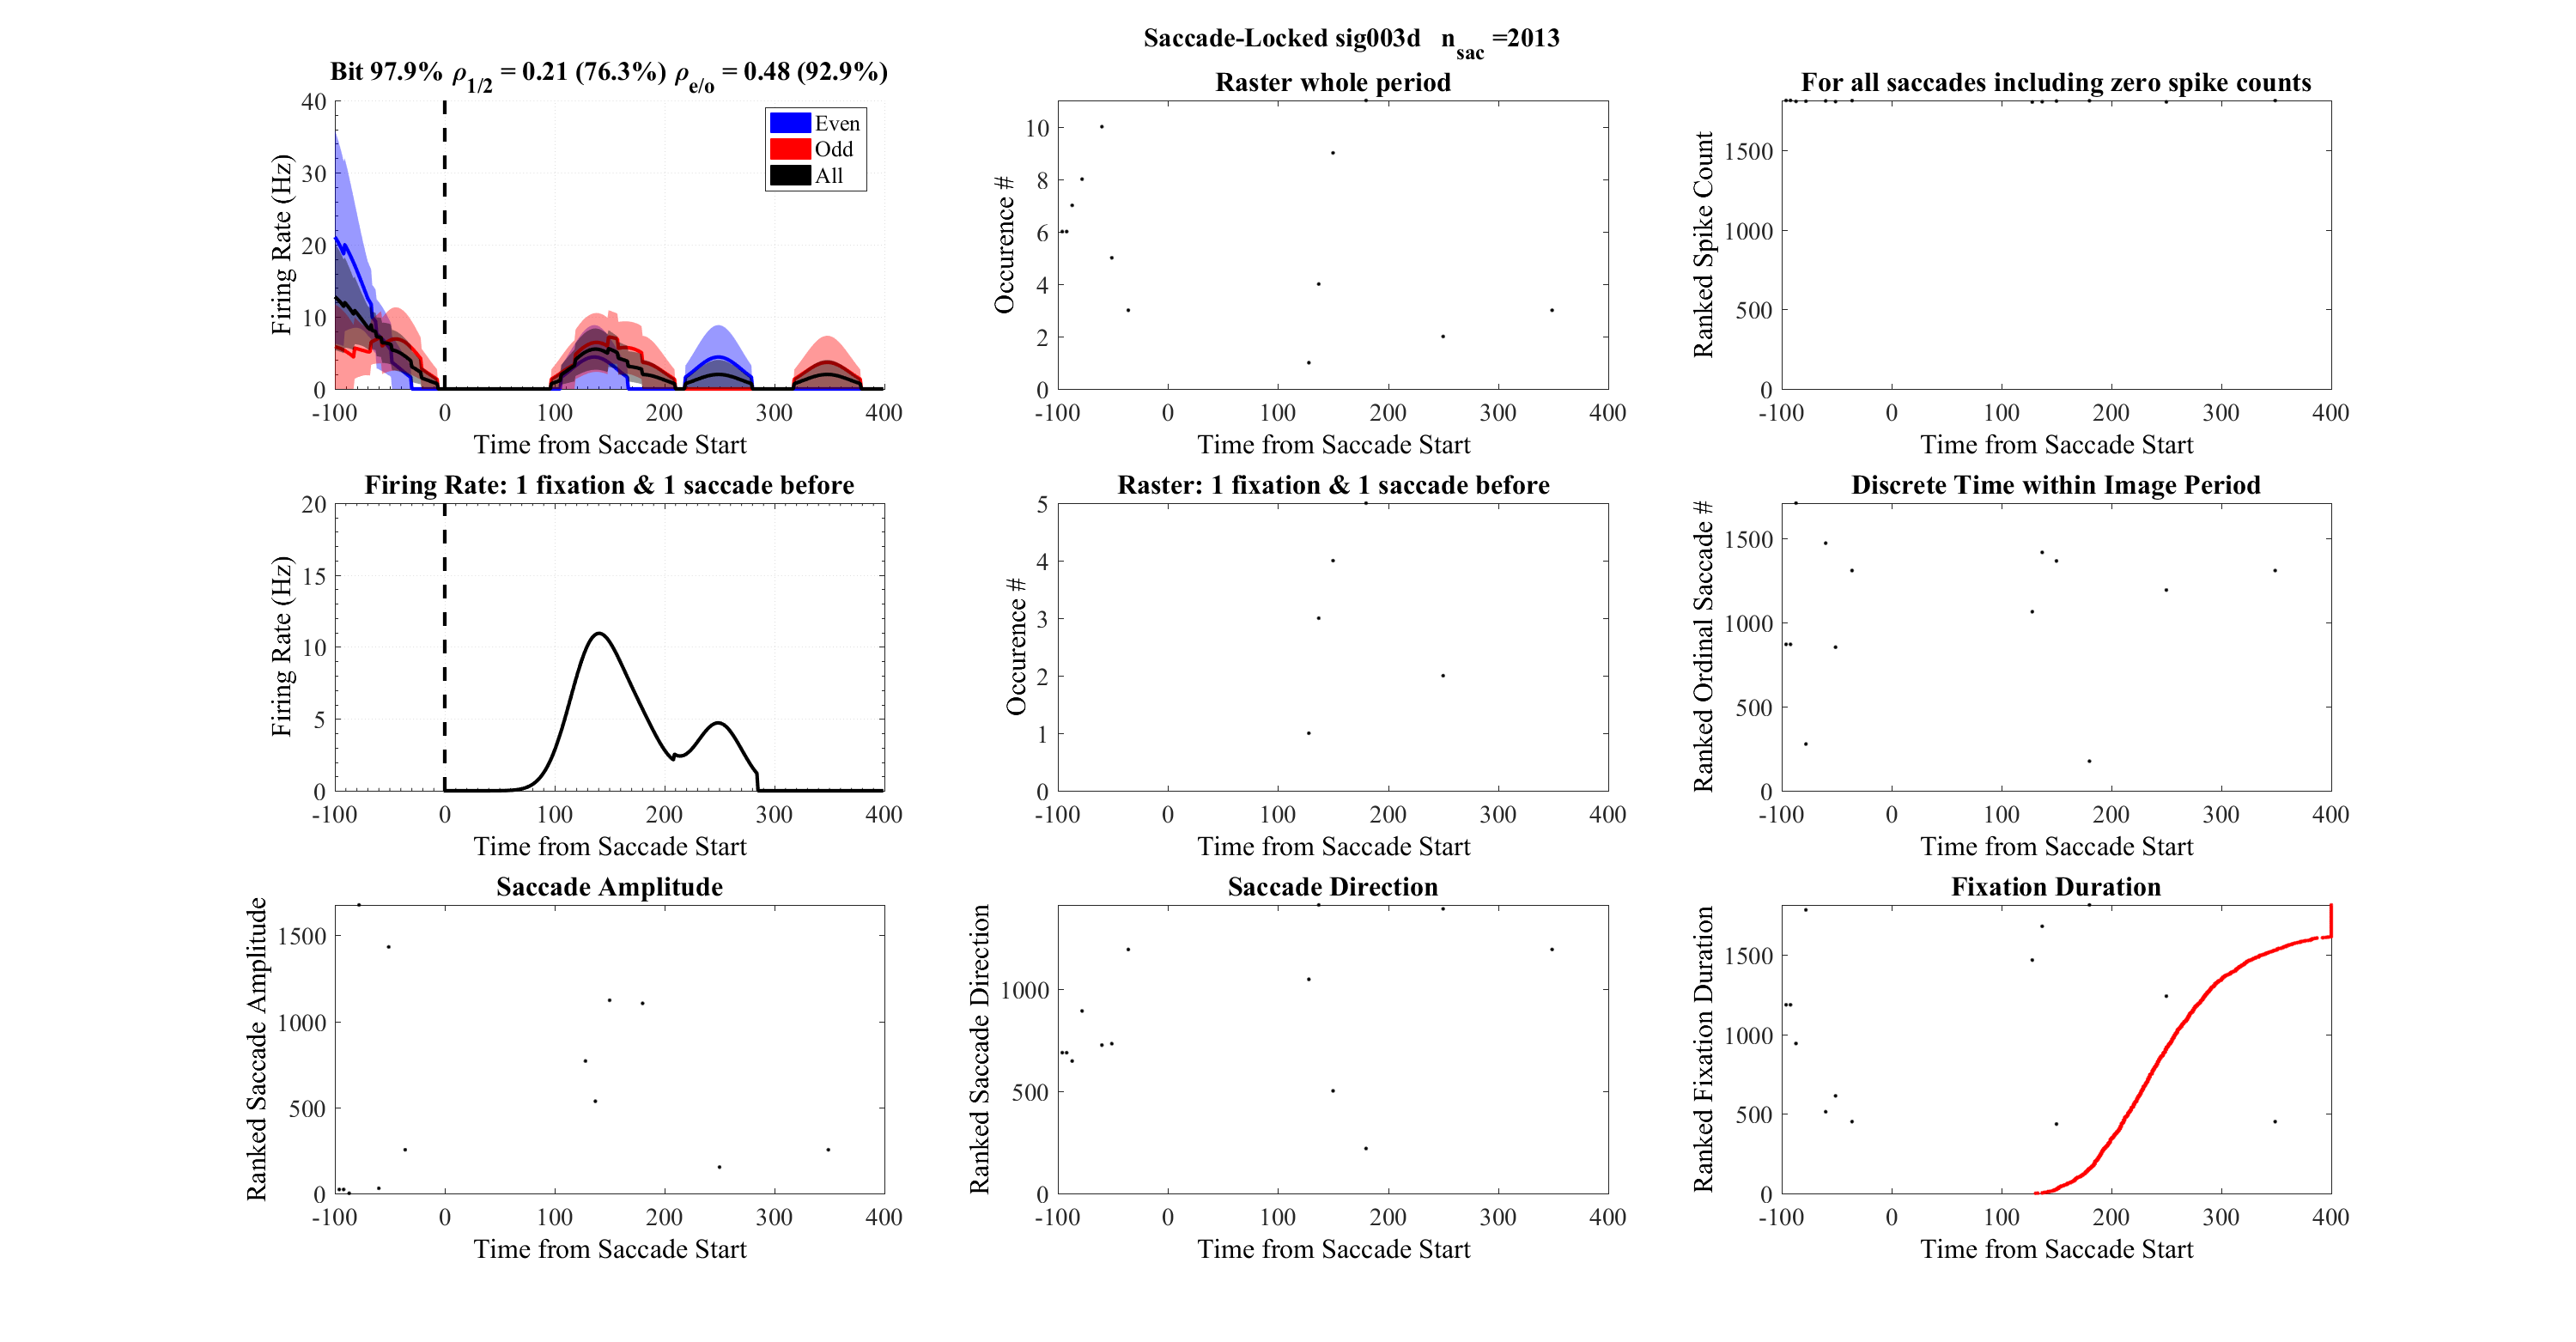 Saccade-Locked sig003d n_sac =2013
Bit 97.9% ρ_1/2 = 0.21 (76.3%) ρ_e/o = 0.48 (92.9%)
40
30
20
10
0
Firing Rate (Hz)
Even
Odd
All
-100 0 100 200 300 400
Time from Saccade Start
Raster whole period
10
8
6
4
2
0
Occurence #
-100 0 100 200 300 400
Time from Saccade Start
For all saccades including zero spike counts
1500
1000
500
0
Ranked Spike Count
-100 0 100 200 300 400
Time from Saccade Start
Firing Rate: 1 fixation & 1 saccade before
20
15
10
5
0
Firing Rate (Hz)
-100 0 100 200 300 400
Time from Saccade Start
Raster: 1 fixation & 1 saccade before
5
4
3
2
1
0
Occurence #
-100 0 100 200 300 400
Time from Saccade Start
Discrete Time within Image Period
1500
1000
500
0
Ranked Ordinal Saccade #
-100 0 100 200 300 400
Time from Saccade Start
Saccade Amplitude
1500
1000
500
0
Ranked Saccade Amplitude
-100 0 100 200 300 400
Time from Saccade Start
Saccade Direction
1000
500
0
Ranked Saccade Direction
-100 0 100 200 300 400
Time from Saccade Start
Fixation Duration
1500
1000
500
0
Ranked Fixation Duration
-100 0 100 200 300 400
Time from Saccade Start